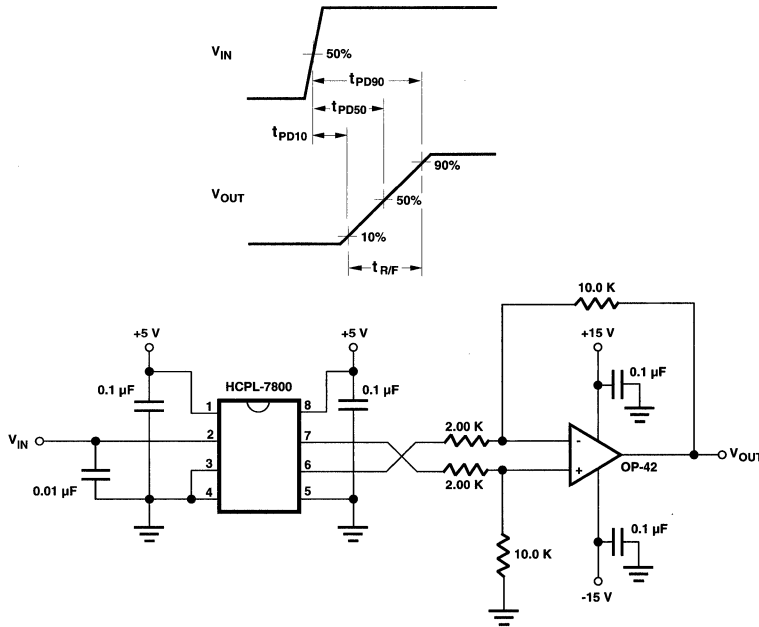 V_IN
50%
t_PD90
t_PD50
t_PD10
90%
V_OUT
50%
10%
t_R/F
10.0 K
+5 V
+5 V
+15 V
HCPL-7800
0.1 µF
0.1 µF
0.1 µF
1
8
2.00 K
V_IN
2
7
-
V_OUT
3
6
+
OP-42
2.00 K
0.01 µF
4
5
0.1 µF
10.0 K
-15 V